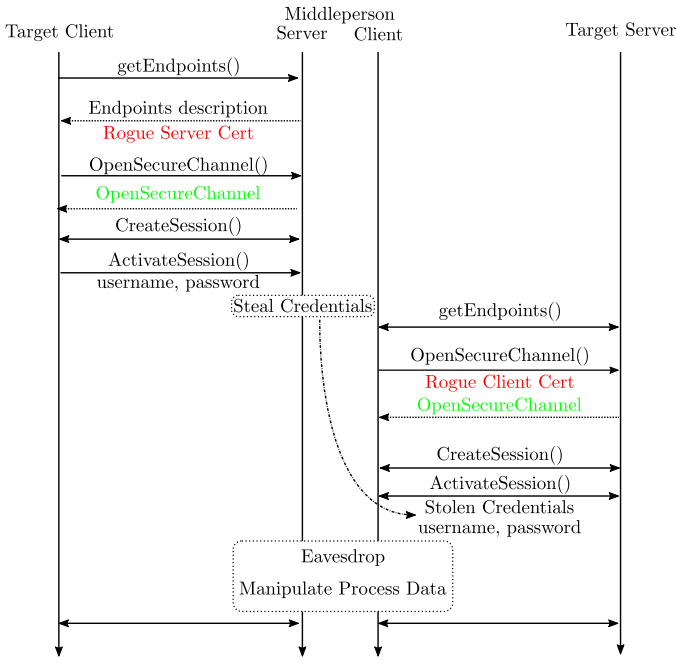 Middleperson
Target Client
Server
Client
Target Server
getEndpoints()
Endpoints description
Rogue Server Cert
OpenSecureChannel()
OpenSecureChannel
CreateSession()
ActivateSession()
username, password
Steal Credentials
getEndpoints()
OpenSecureChannel()
Rogue Client Cert
OpenSecureChannel
CreateSession()
ActivateSession()
Stolen Credentials
username, password
Eavesdrop
Manipulate Process Data